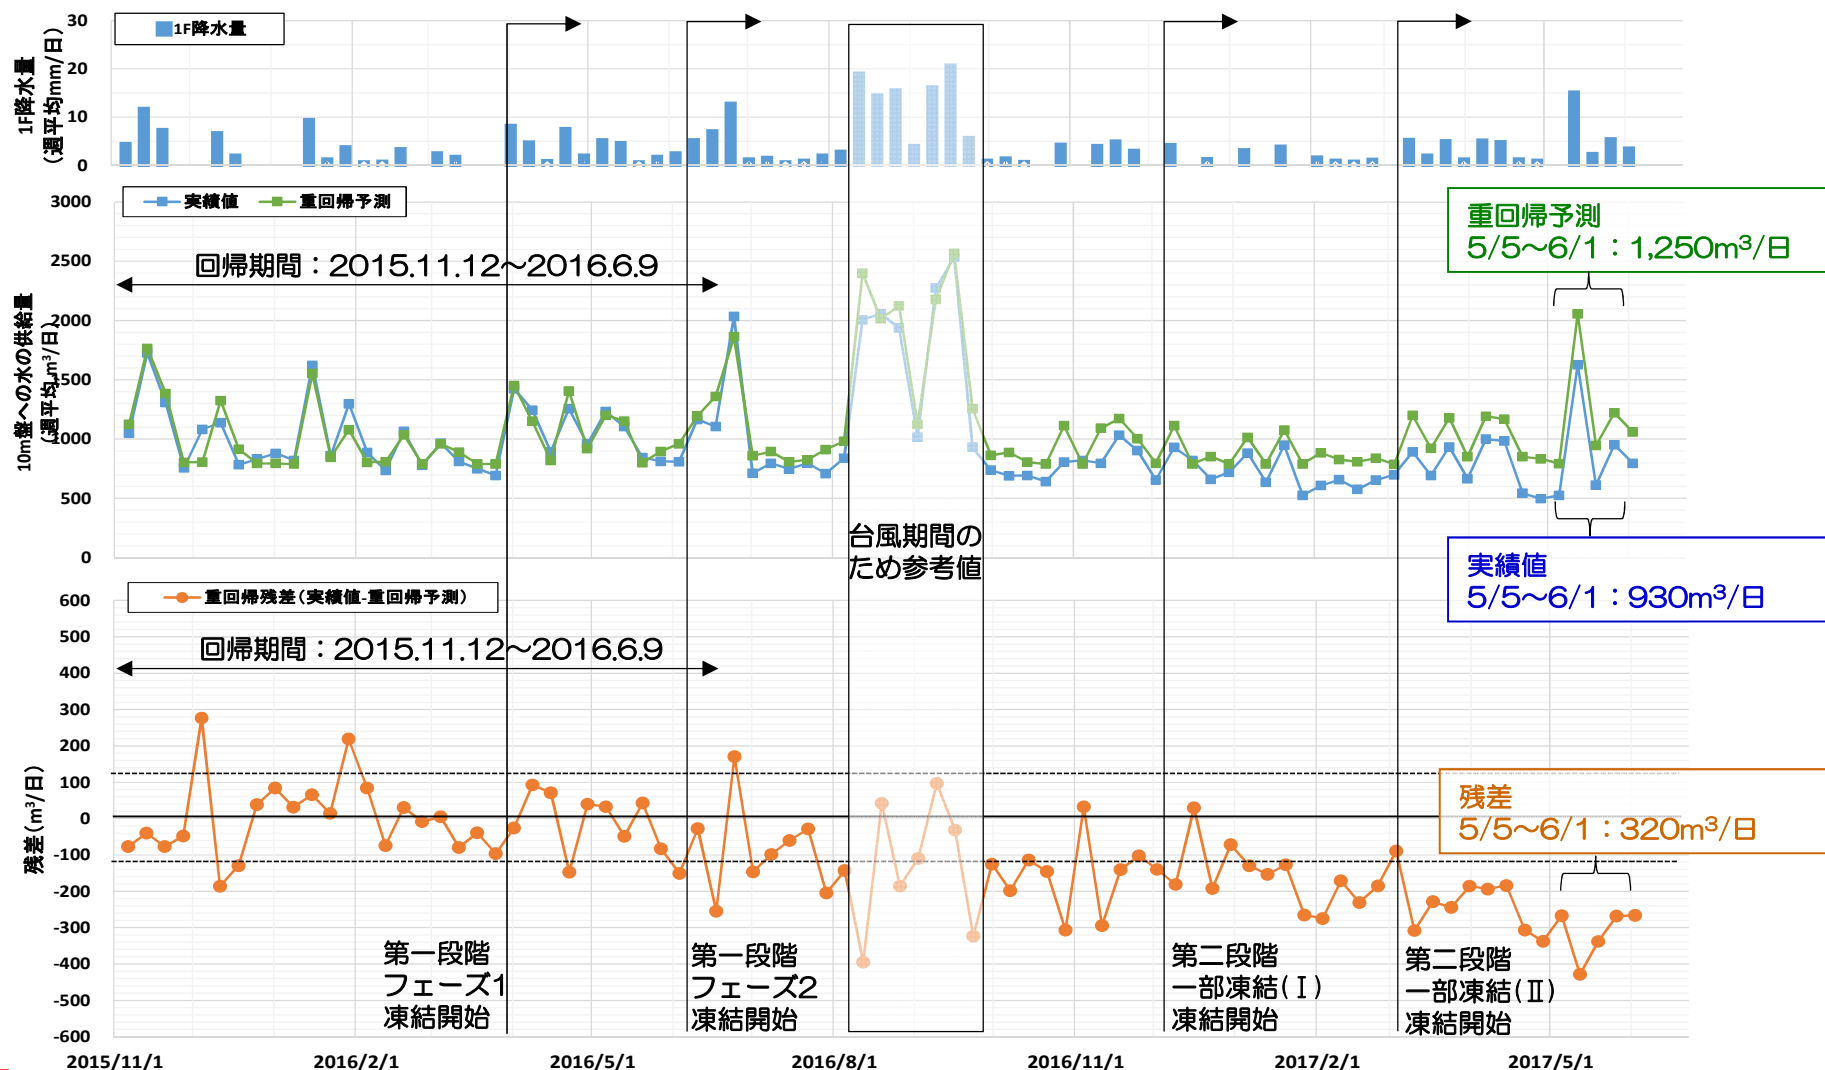 30
20
10
0
1F降水量
（週平均mm/日）
1F降水量
3000
2500
2000
1500
1000
500
0
10m盤への水の供給量
（週平均、m³/日）
実績値 重回帰予測
回帰期間：2015.11.12～2016.6.9
重回帰予測
5/5～6/1：1,250m³/日
台風期間の
ため参考値
実績値
5/5～6/1：930m³/日
600
500
400
300
200
100
0
-100
-200
-300
-400
-500
-600
残差（m³/日）
重回帰残差（実績値-重回帰予測）
回帰期間：2015.11.12～2016.6.9
残差
5/5～6/1：320m³/日
第一段階
フェーズ1
凍結開始
第一段階
フェーズ2
凍結開始
第二段階
一部凍結(Ⅰ)
凍結開始
第二段階
一部凍結(Ⅱ)
凍結開始
2015/11/1 2016/2/1 2016/5/1 2016/8/1 2016/11/1 2017/2/1 2017/5/1